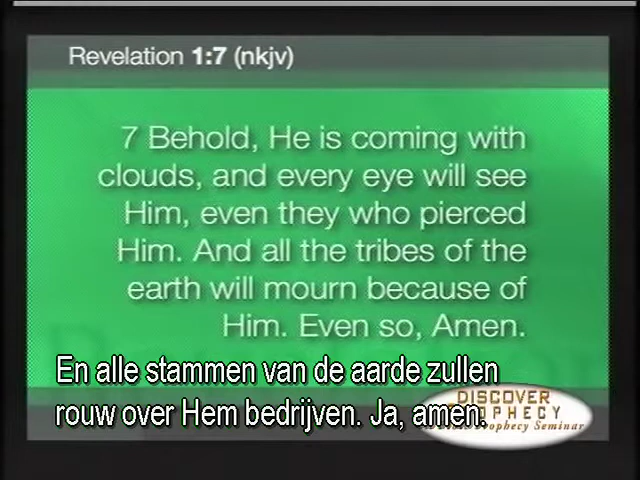 Revelation 1:7 (nkjv)
7 Behold, He is coming with
clouds, and every eye will see
Him, even they who pierced
Him. And all the tribes of the
earth will mourn because of
Him. Even so, Amen.
En alle stammen van de aarde zullen
rouw over Hem bedrijven. Ja, amen.
DISCOVER
PROPHECY
Prophecy Seminar